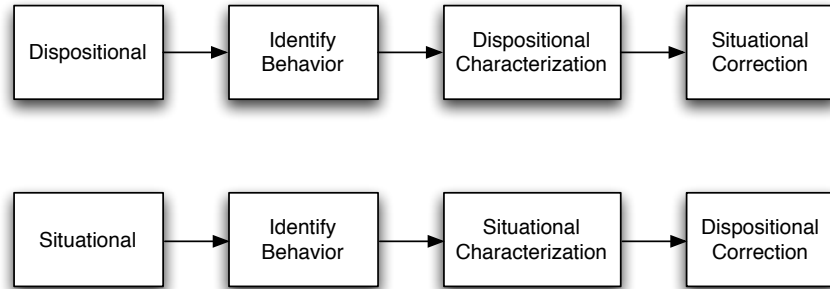 Dispositional
Identify
Behavior
Dispositional
Characterization
Situational
Correction
Situational
Identify
Behavior
Situational
Characterization
Dispositional
Correction